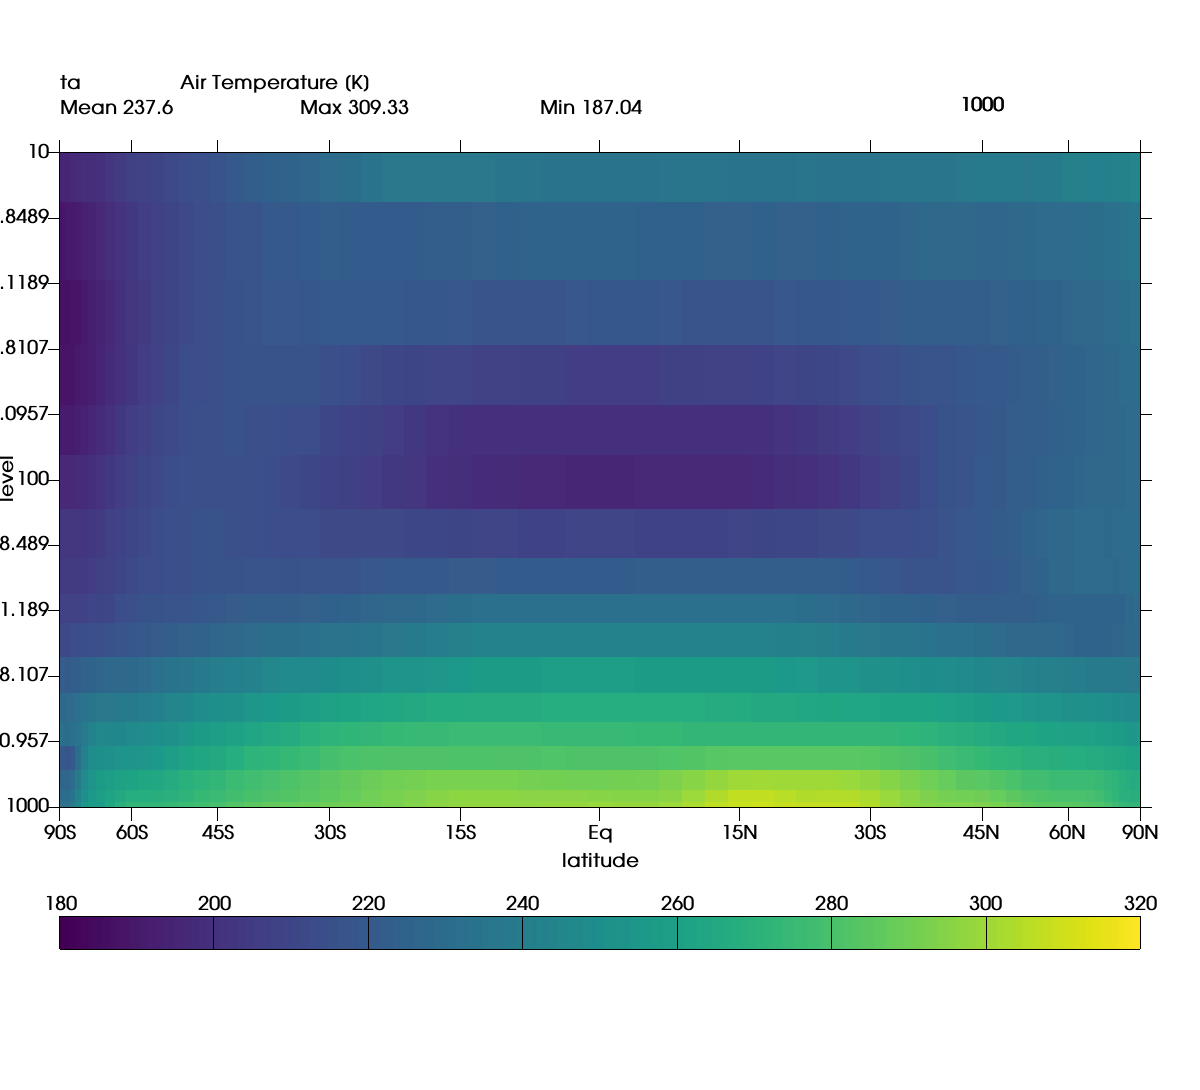 ta Air Temperature (K)
Mean 237.6 Max 309.33 Min 187.04 1000
10
.8489
.1189
.8107
.0957
100
8.489
1.189
8.107
0.957
1000
level
90S 60S 45S 30S 15S Eq 15N 30S 45N 60N 90N
latitude
180 200 220 240 260 280 300 320